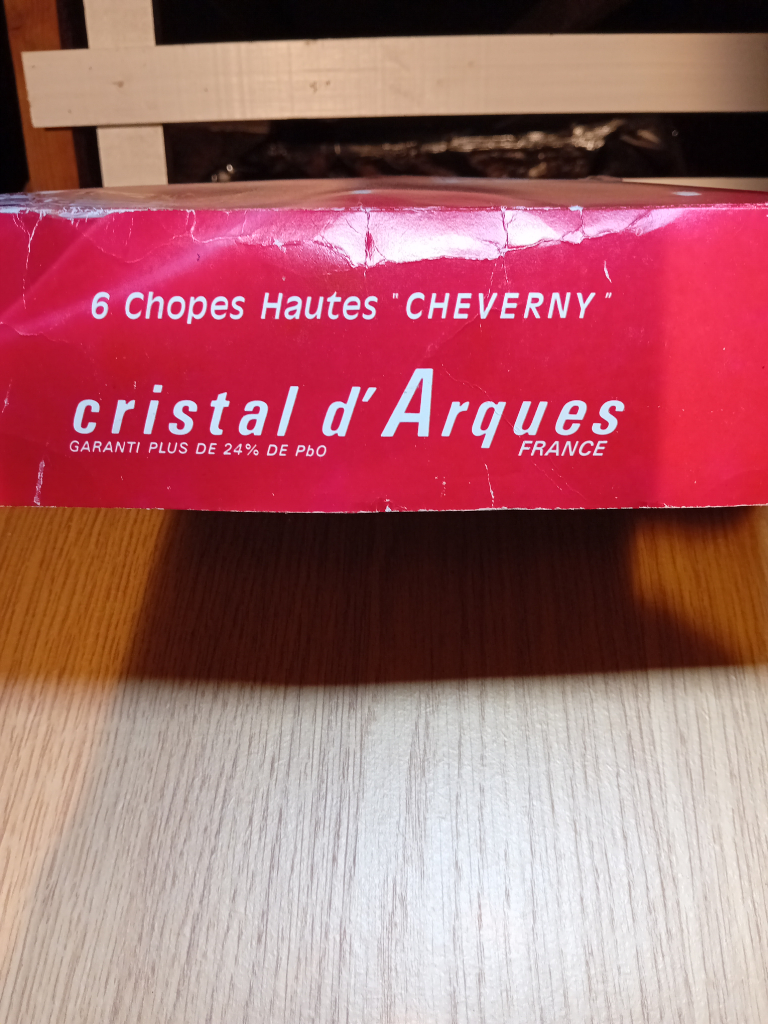 6 Chopes Hautes "CHEVERNY"
cristal d'Arques
GARANTI PLUS DE 24% DE PbO
FRANCE